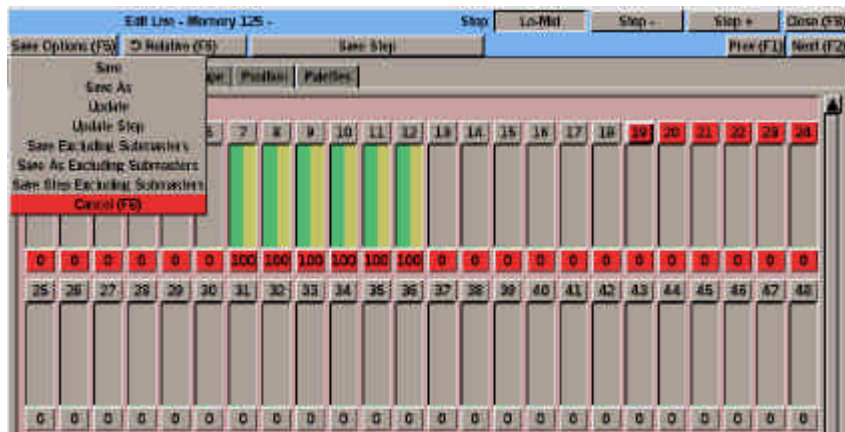 Edit Live - Memory 125 - Step: Lo-Mid Step - Step + Close (F8)
Save Options (F5) Relative (F6) Save Step Prev (F1) Next (F2)
Save
Save As
Update
Update Step
Save Excluding Submasters
Save As Excluding Submasters
Save Step Excluding Submasters
Cancel (F8)
Position Palettes
7 8 9 10 11 12 13 14 15 16 17 18 19 20 21 22 23 24
0 0 0 0 0 0 100 100 100 100 100 100 0 0 0 0 0 0 0 0 0 0 0 0
25 26 27 28 29 30 31 32 33 34 35 36 37 38 39 40 41 42 43 44 45 46 47 48
0 0 0 0 0 0 0 0 0 0 0 0 0 0 0 0 0 0 0 0 0 0 0 0